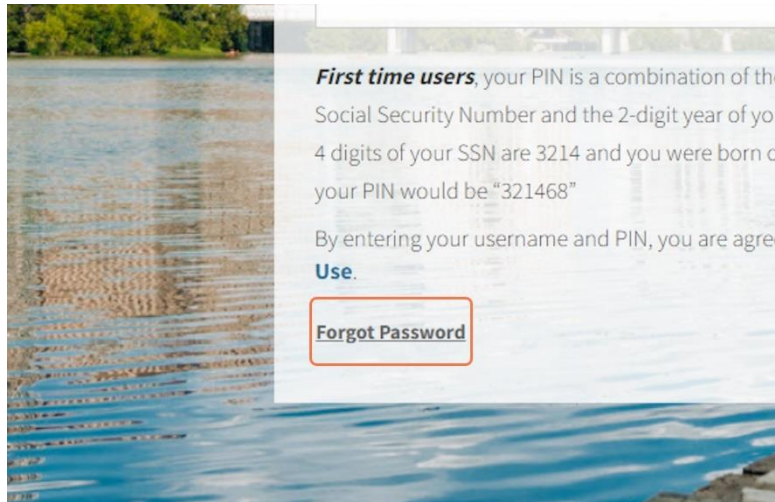 First time users, your PIN is a combination of the
Social Security Number and the 2-digit year of yo
4 digits of your SSN are 3214 and you were born
your PIN would be “321468”
By entering your username and PIN, you are agre
Use.
Forgot Password